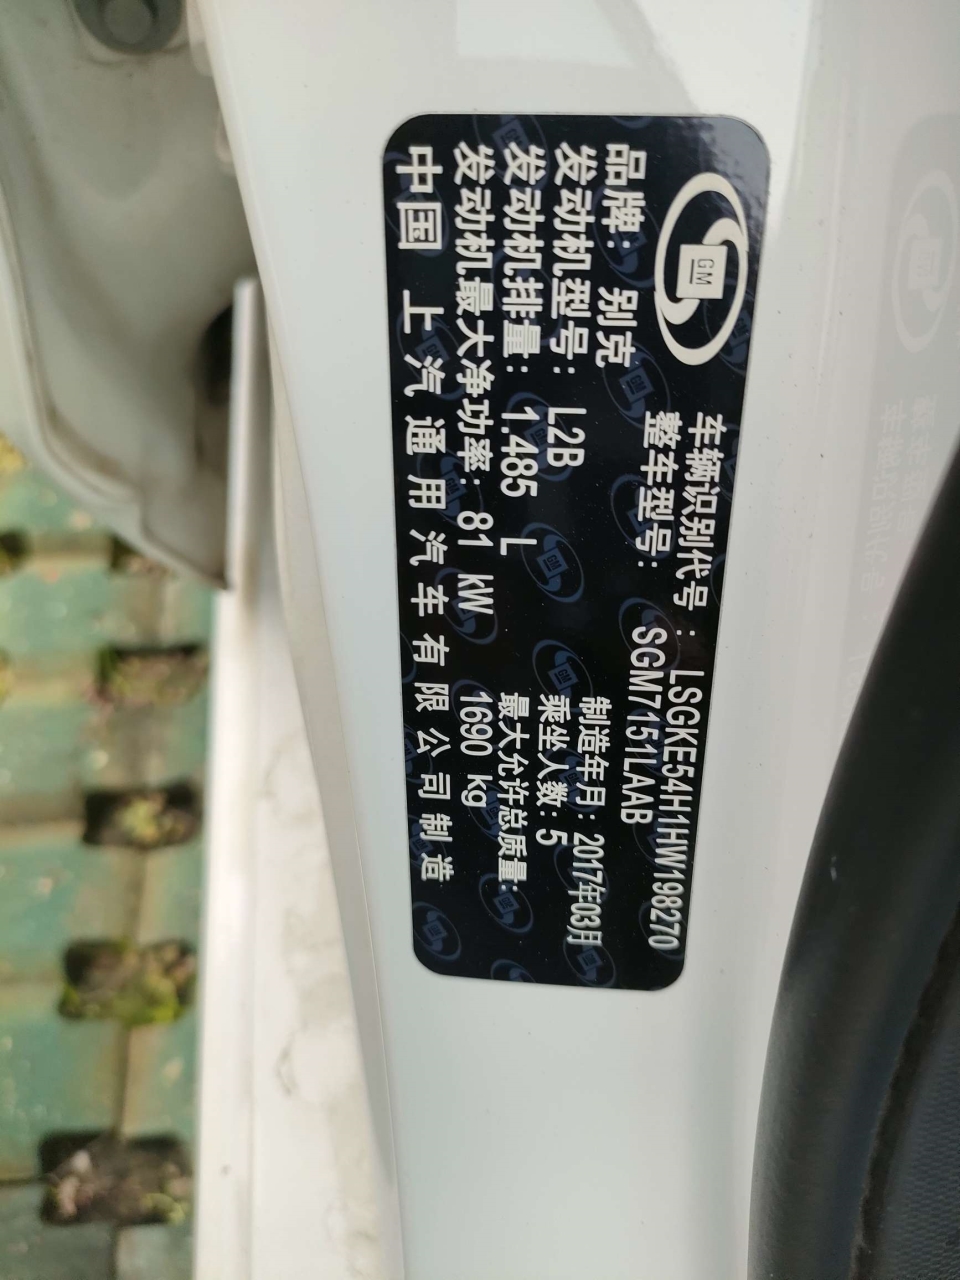 GM
车辆识别代号：LSGKE54H1HW198270
整车型号：SGM7151LAAB
品牌：别克
制造年月：2017年03月
发动机型号：L2B
乘坐人数：5
发动机排量：1.485 L
最大允许总质量：
发动机最大净功率：81 kW
1690 kg
中国 上汽通用汽车有限公司制造